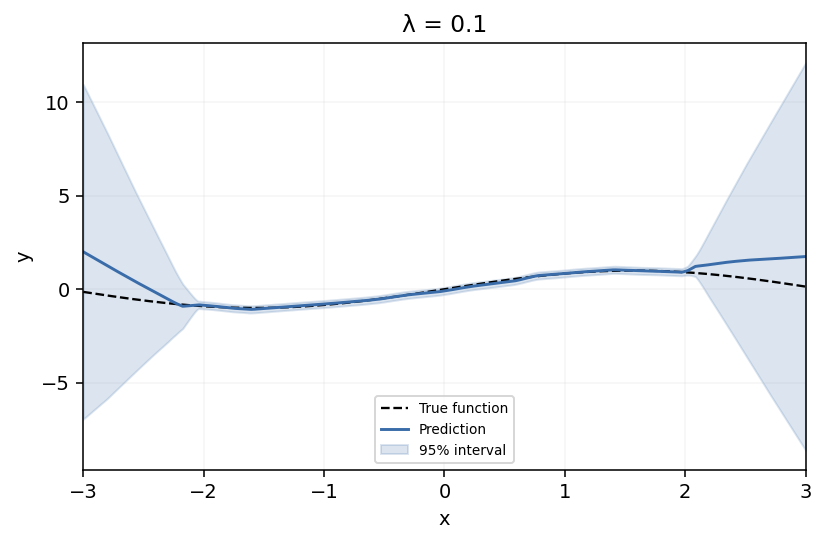 λ = 0.1
y
10
5
0
−5
−3
−2
−1
0
1
2
3
x
True function
Prediction
95% interval